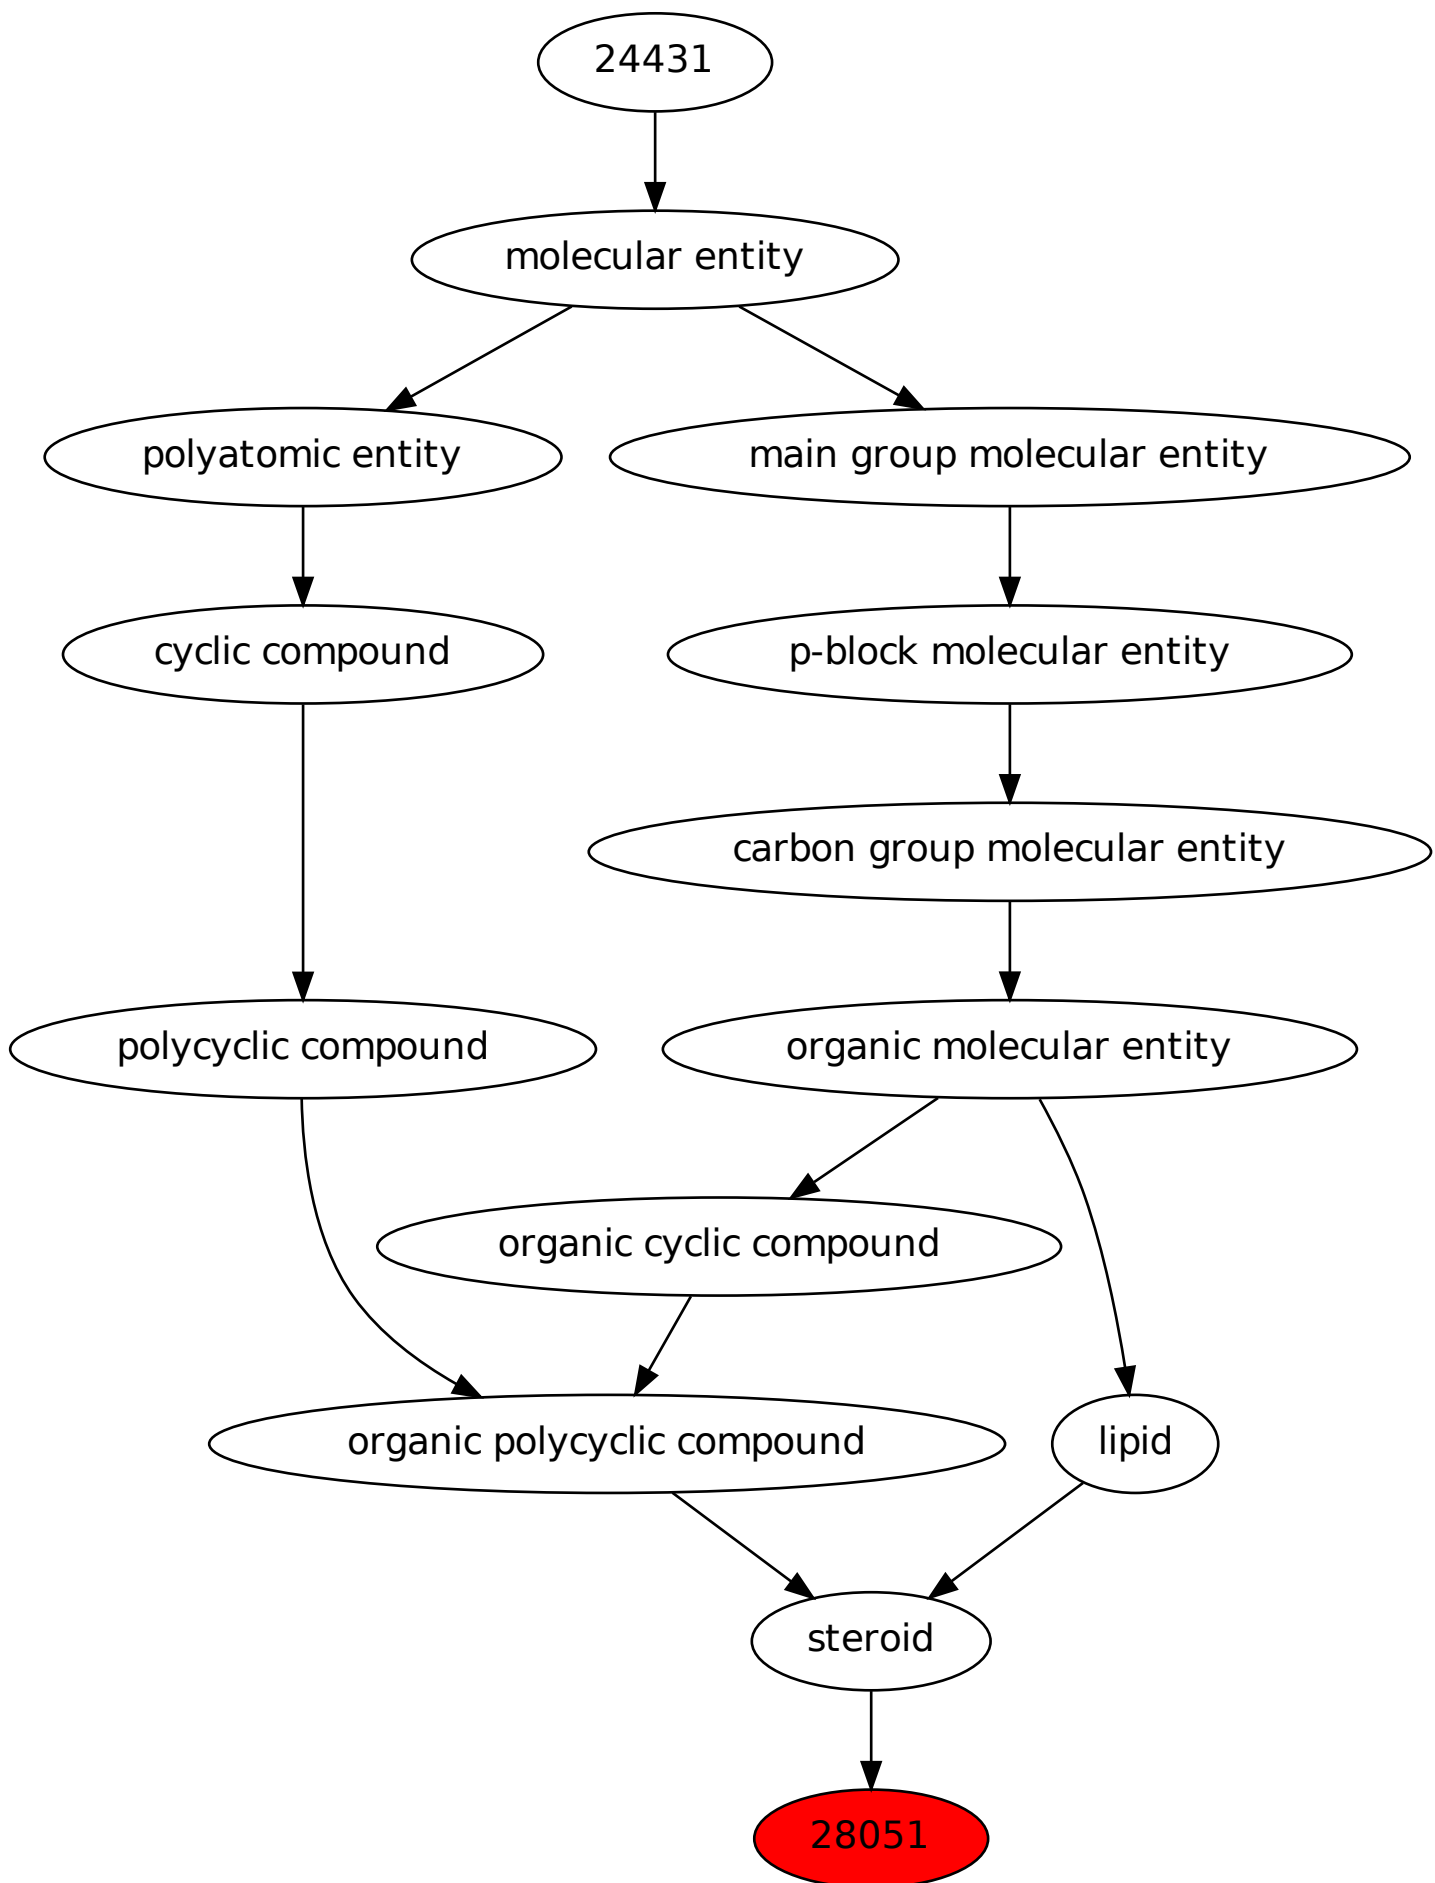 24431
molecular entity
polyatomic entity
main group molecular entity
cyclic compound
p-block molecular entity
carbon group molecular entity
polycyclic compound
organic molecular entity
organic cyclic compound
organic polycyclic compound
lipid
steroid
28051